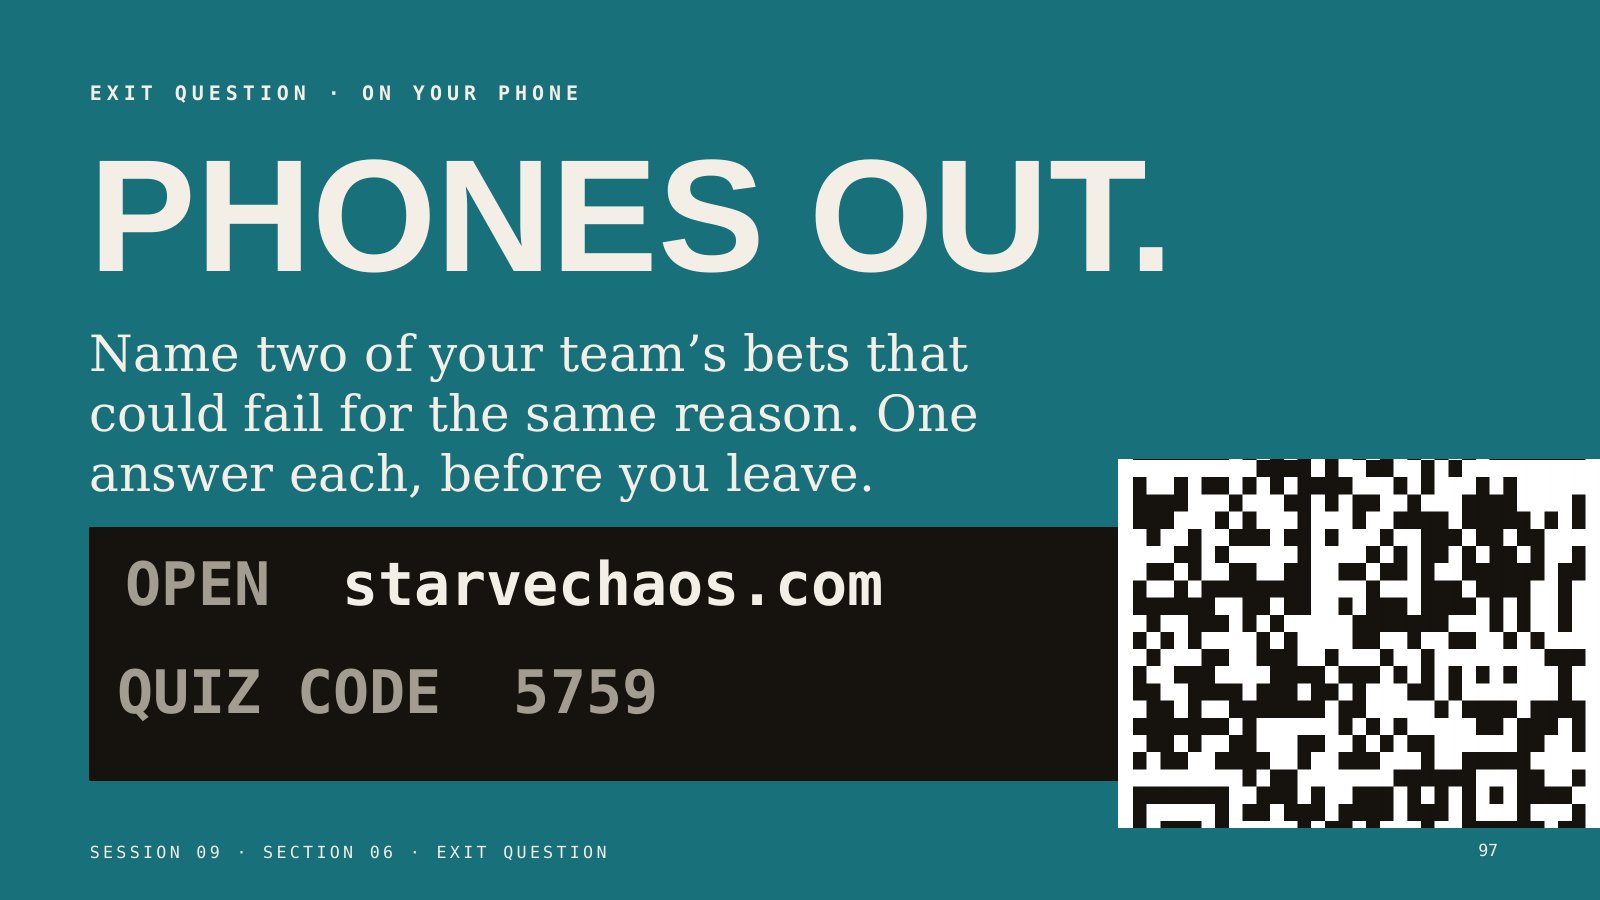 EXIT QUESTION · ON YOUR PHONE
PHONES OUT.
Name two of your team’s bets that
could fail for the same reason. One
answer each, before you leave.
OPEN starvechaos.com
QUIZ CODE 5759
SESSION 09 · SECTION 06 · EXIT QUESTION
97